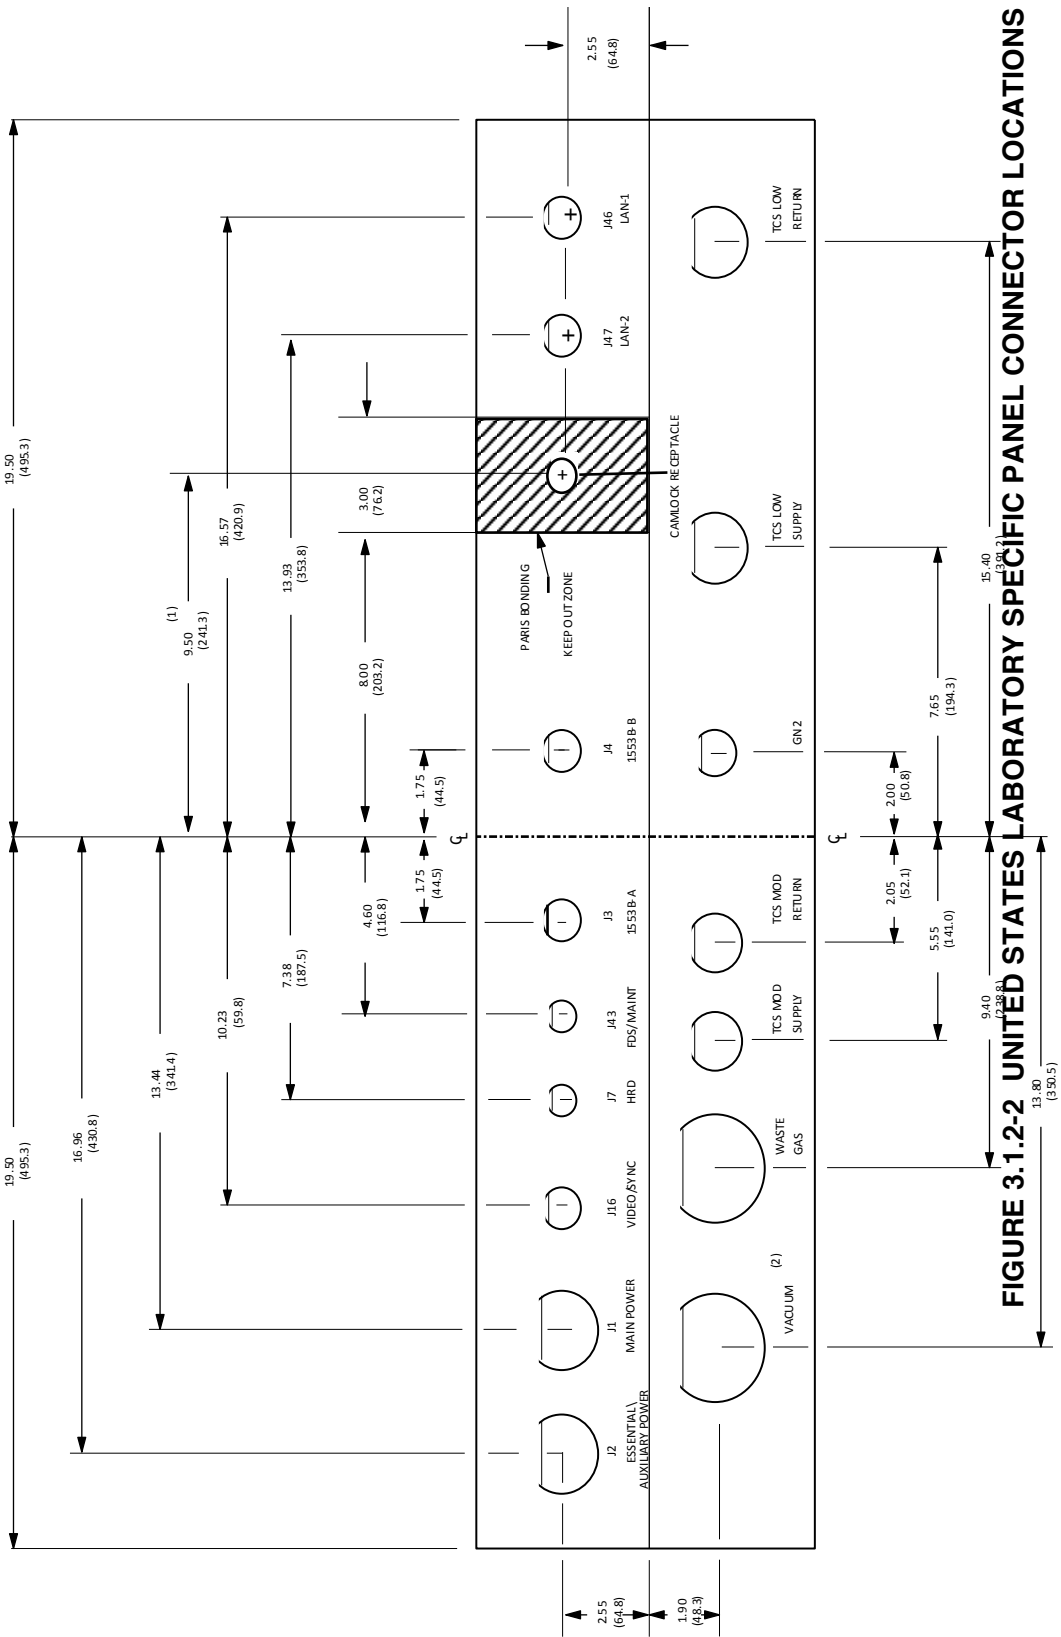 19.50
(495.3)
19.50
(495.3)
16.96
(430.8)
13.44
(341.4)
(1)
9.50
(241.3)
16.57
(420.9)
10.23
(59.8)
13.93
(353.8)
7.38
(187.5)
3.00
(76.2)
8.00
(203.2)
4.60
(116.8)
1.75
(44.5)
1.75
(44.5)
CL
2.55
(64.8)
PARIS BONDING
KEEP OUT ZONE
J2
ESSENTIAL\
AUXILIARY POWER
J1
MAIN POWER
J16
VIDEO/SYNC
J7
HRD
J43
FDS/MAINT
J3
1553B-A
J4
1553B-B
J47
LAN-2
J46
LAN-1
CAMLOCK RECEPTACLE
2.55
(64.8)
1.90
(48.3)
VACUUM
(2)
WASTE
GAS
TCS MOD
SUPPLY
TCS MOD
RETURN
GN2
TCS LOW
SUPPLY
TCS LOW
RETURN
CL
2.05
(52.1)
2.00
(50.8)
5.55
(141.0)
7.65
(194.3)
9.40
(238.8)
15.40
(391.2)
13.80
(350.5)
FIGURE 3.1.2-2 UNITED STATES LABORATORY SPECIFIC PANEL CONNECTOR LOCATIONS